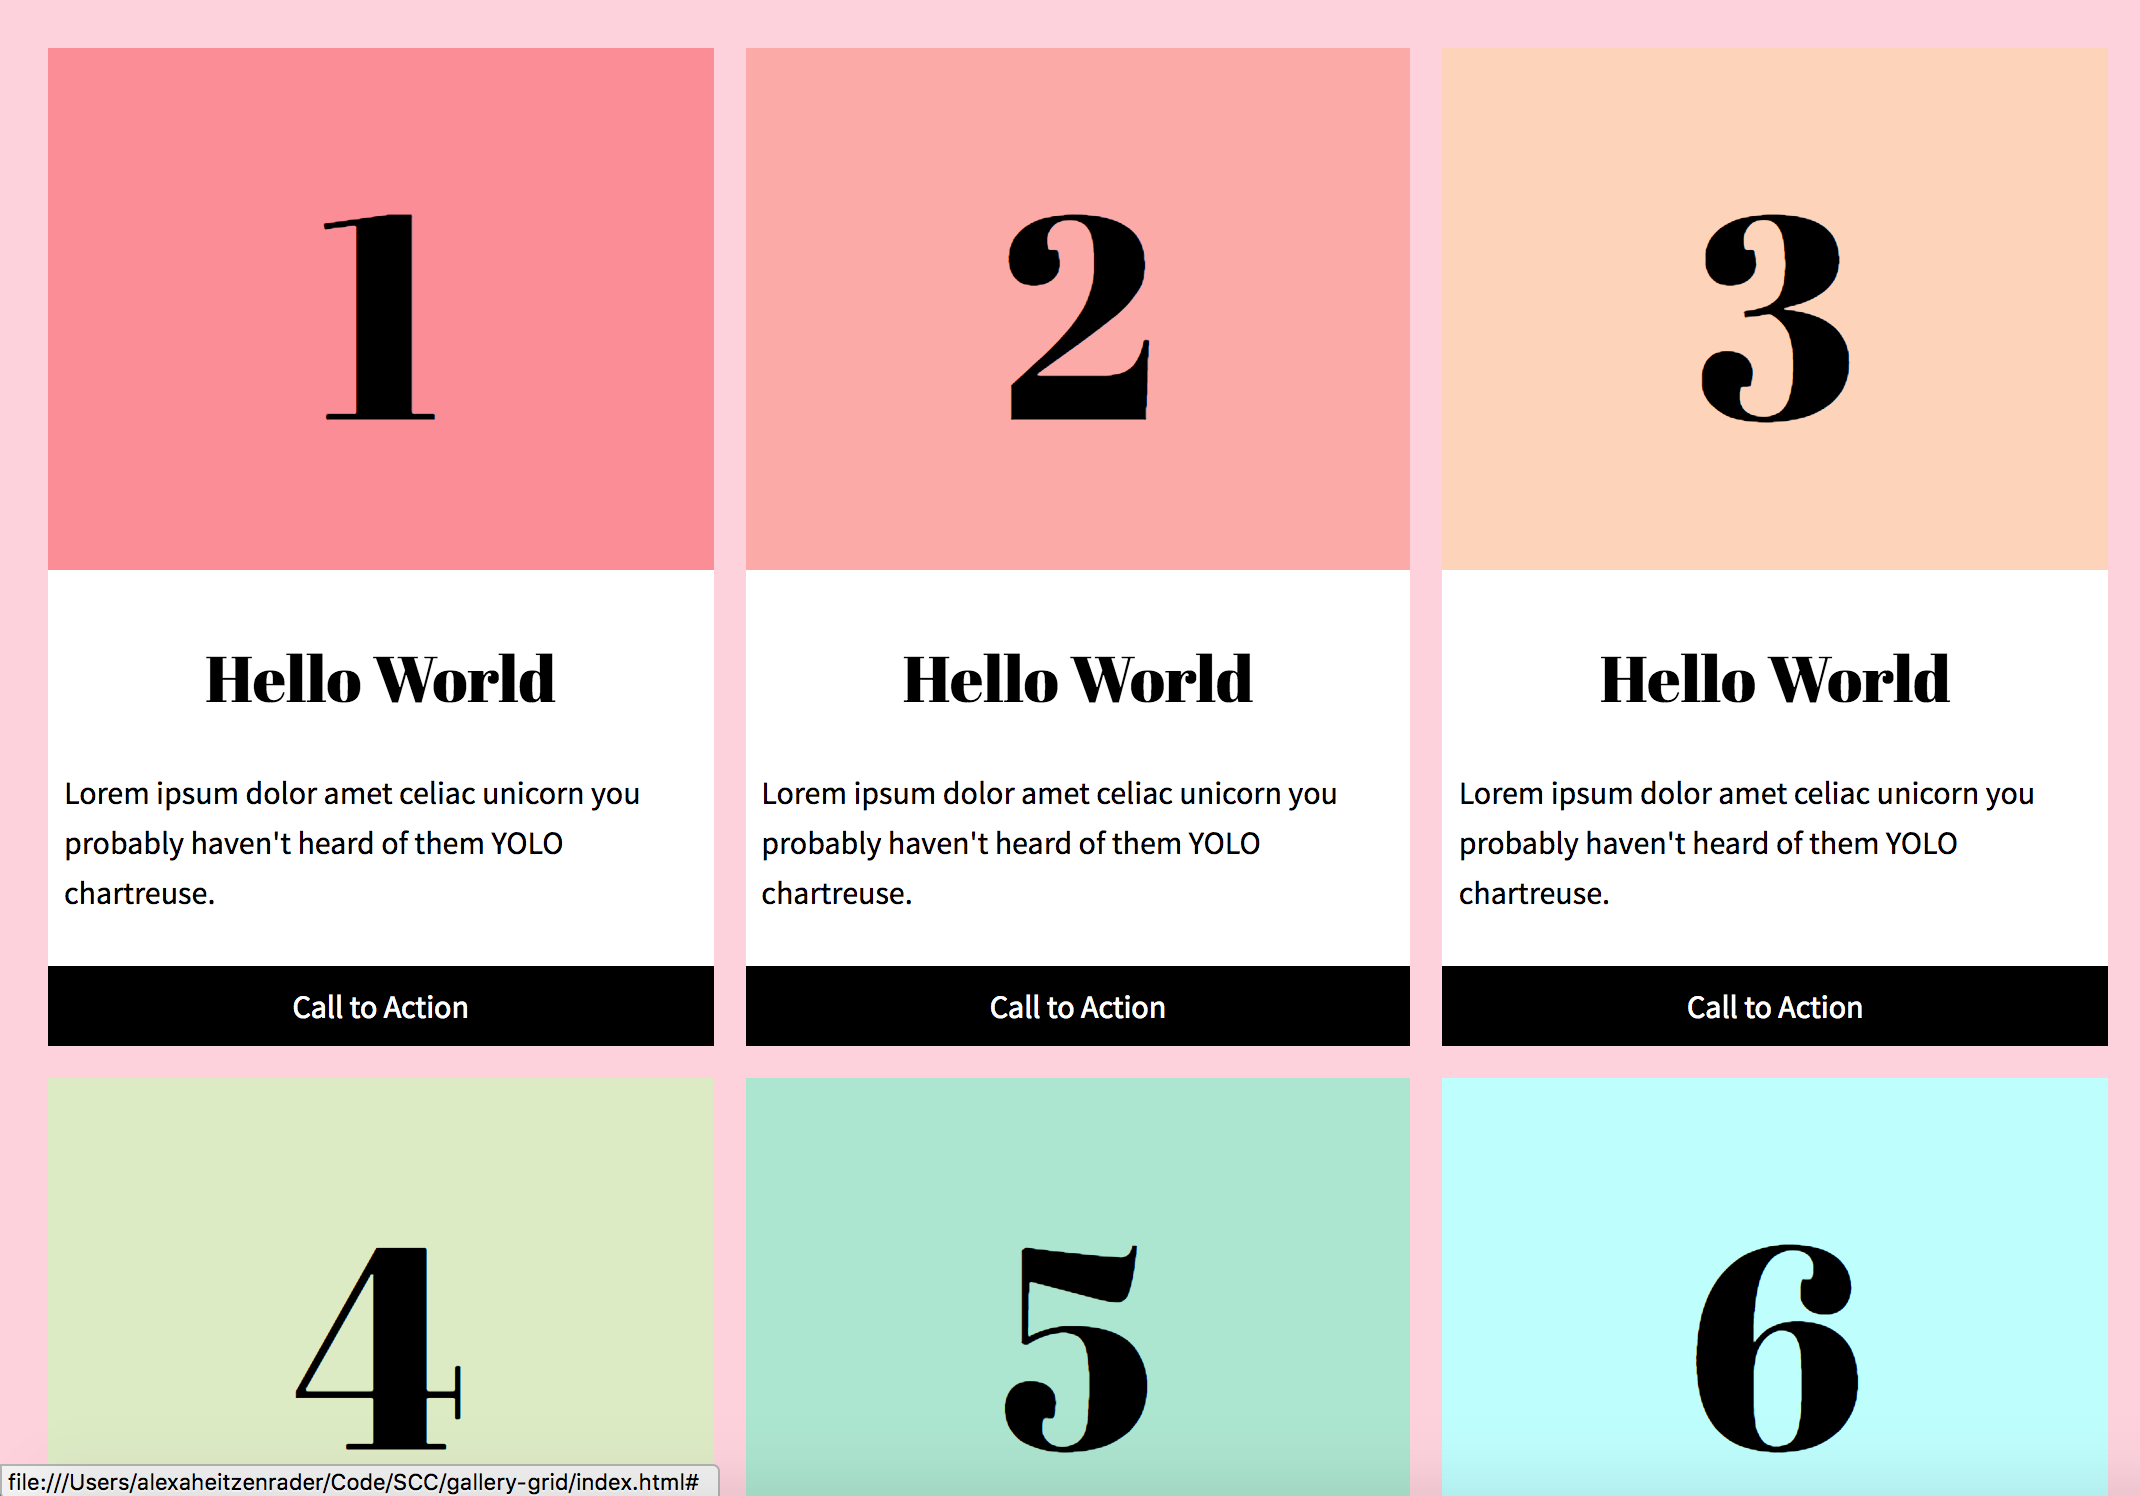 1
2
3
Hello World
Hello World
Hello World
Lorem ipsum dolor amet celiac unicorn you
probably haven't heard of them YOLO
chartreuse.
Lorem ipsum dolor amet celiac unicorn you
probably haven't heard of them YOLO
chartreuse.
Lorem ipsum dolor amet celiac unicorn you
probably haven't heard of them YOLO
chartreuse.
Call to Action
Call to Action
Call to Action
4
5
6
file:///Users/alexaheitzenrader/Code/SCC/gallery-grid/index.html#